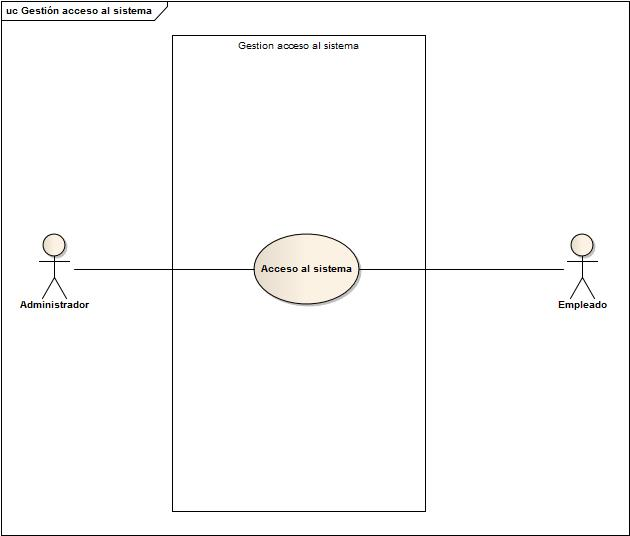 uc Gestión acceso al sistema
Gestion acceso al sistema
Acceso al sistema
Administrador
Empleado